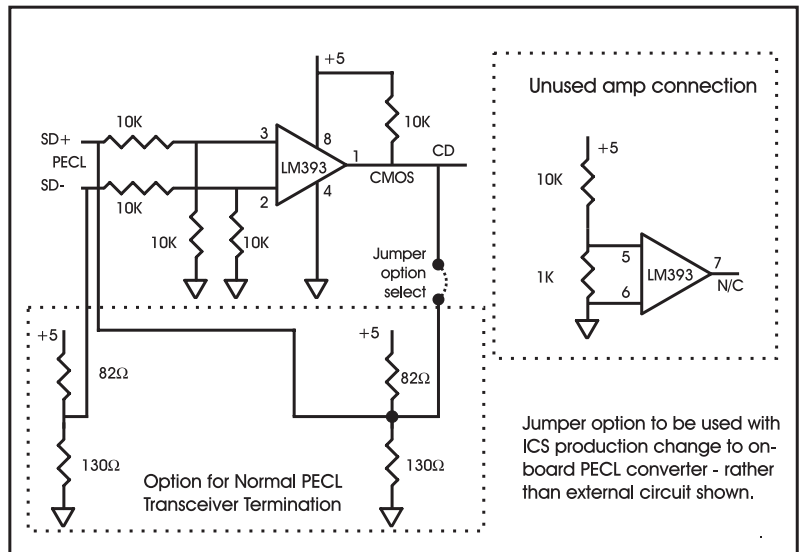 +5
10K
SD+
PECL
SD-
10K
3
8
LM393
1
2
4
10K
CD
CMOS
10K
10K
Jumper
option
select
+5
82Ω
130Ω
+5
82Ω
130Ω
Option for Normal PECL
Transceiver Termination
Unused amp connection
+5
10K
1K
5
6
LM393
7
N/C
Jumper option to be used with
ICS production change to on-
board PECL converter - rather
than external circuit shown.